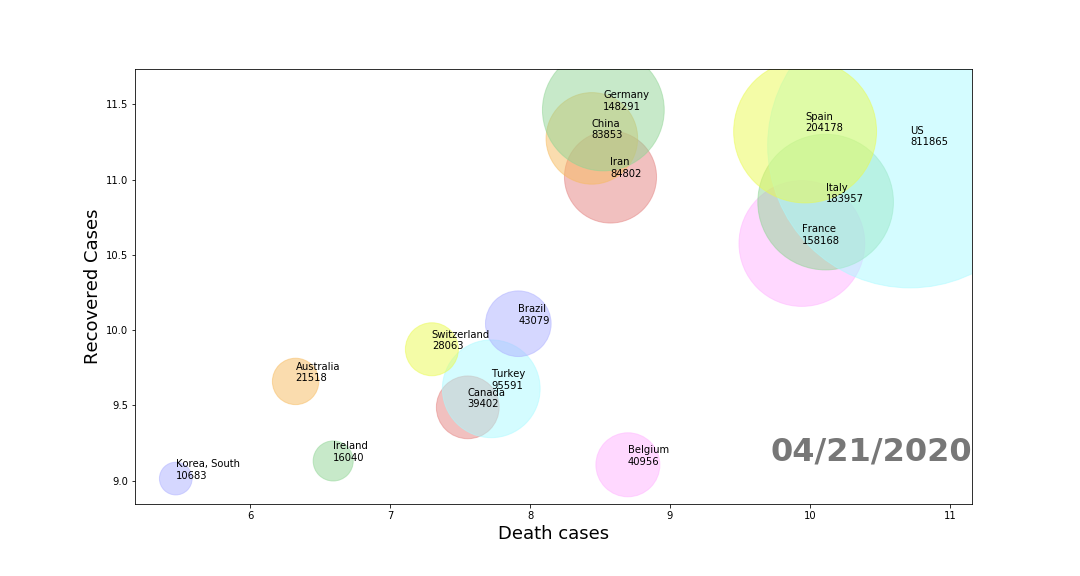 Recovered Cases
11.5
11.0
10.5
10.0
9.5
9.0
Germany
148291
China
83853
Iran
84802
Spain
204178
US
811865
Italy
183957
France
158168
Brazil
43079
Switzerland
28063
Turkey
95591
Canada
39402
Australia
21518
Ireland
16040
Korea, South
10683
Belgium
40956
04/21/2020
6
7
8
9
10
11
Death cases